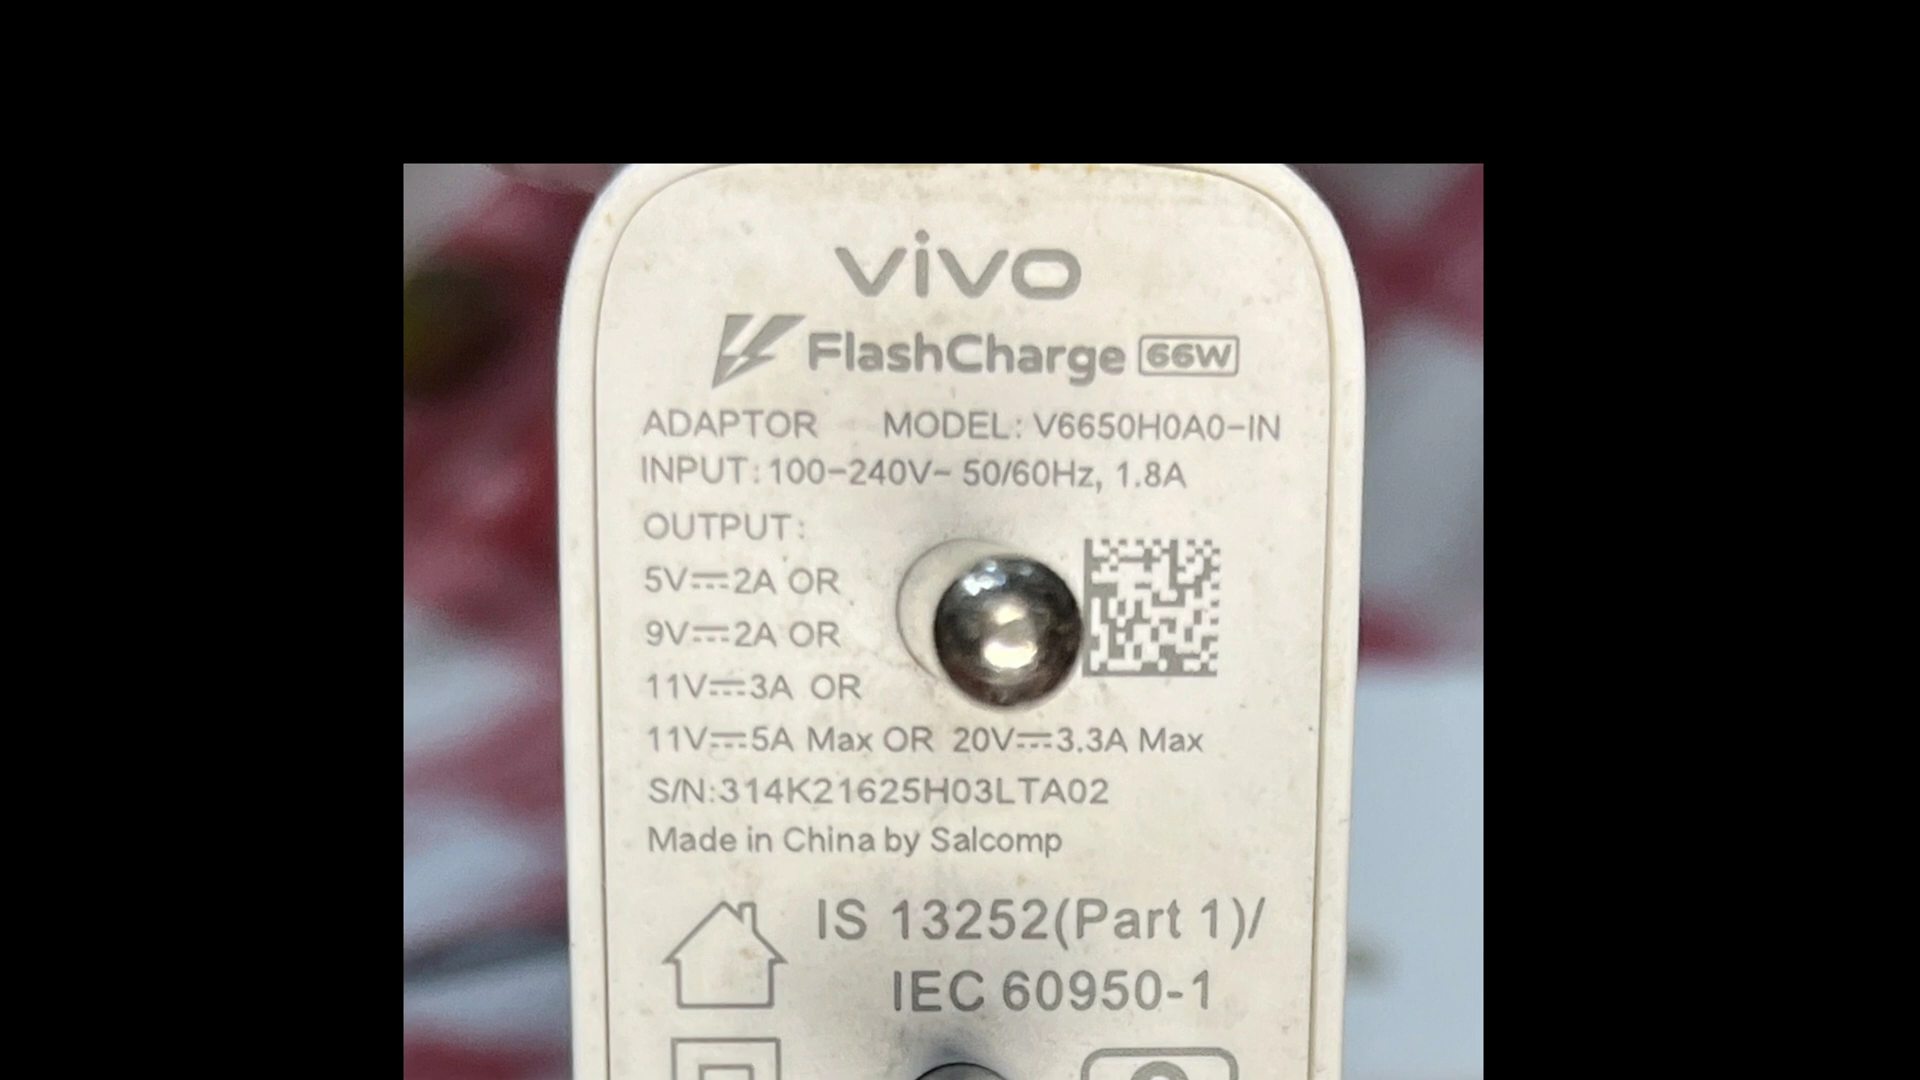 vivo
FlashCharge 66W
ADAPTOR MODEL: V6650H0A0-IN
INPUT: 100-240V~ 50/60Hz, 1.8A
OUTPUT:
5V⎓2A OR
9V⎓2A OR
11V⎓3A OR
11V⎓5A Max OR 20V⎓3.3A Max
S/N:314K21625H03LTA02
Made in China by Salcomp
IS 13252(Part 1)/
IEC 60950-1